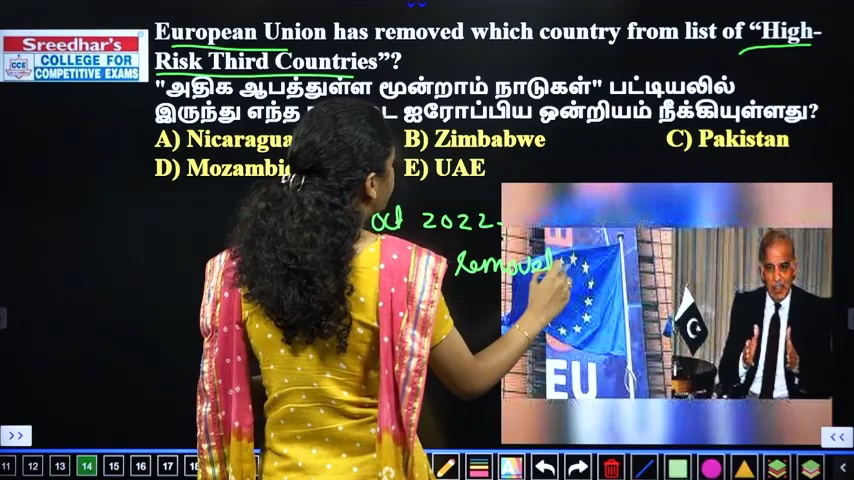 European Union has removed which country from list of “High-
Sreedhar's
CCE
COLLEGE FOR
COMPETITIVE EXAMS
Risk Third Countries”?
"அதிக ஆபத்துள்ள மூன்றாம் நாடுகள்" பட்டியலில்
இருந்து எந்த ஐரோப்பிய ஒன்றியம் நீக்கியுள்ளது?
A) Nicaragua B) Zimbabwe C) Pakistan
D) E) UAE
Oct 2022-
Removed
EU
>> <<
11 12 13 14 15 16 17 18